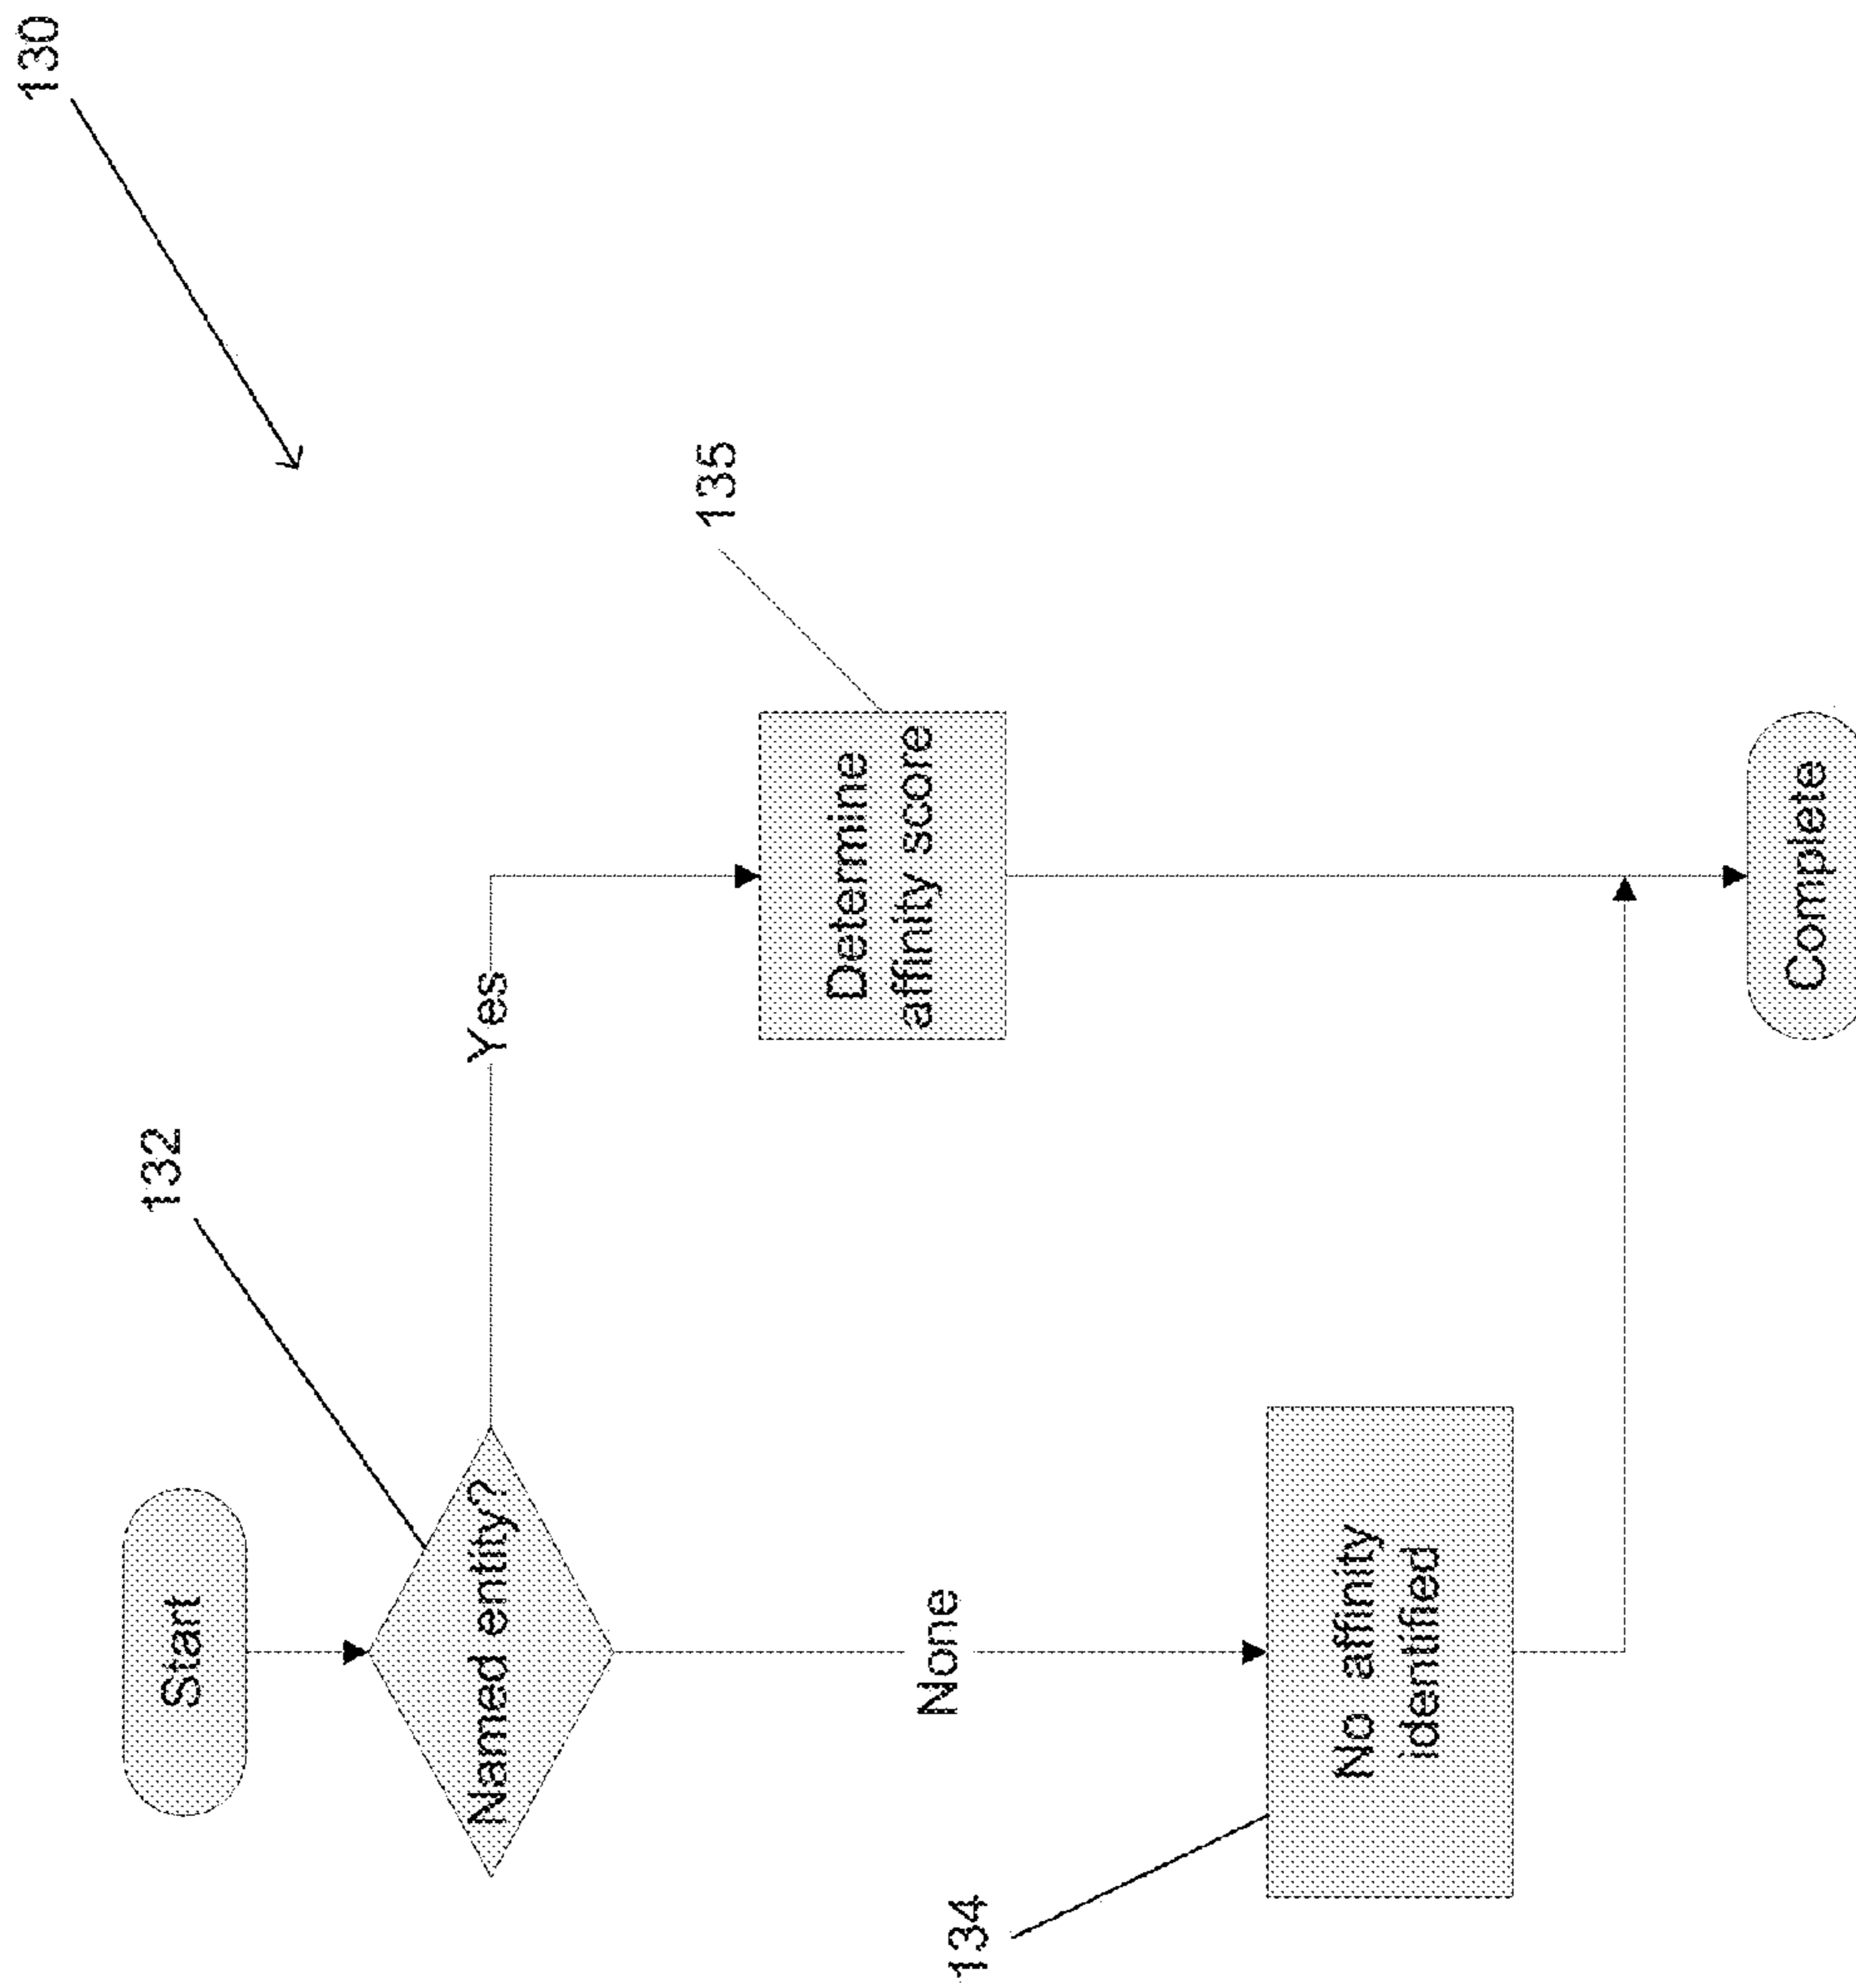 130
Start
132
Named entity?
Yes
135
Determine
affinity score
None
134
No affinity
identified
Complete